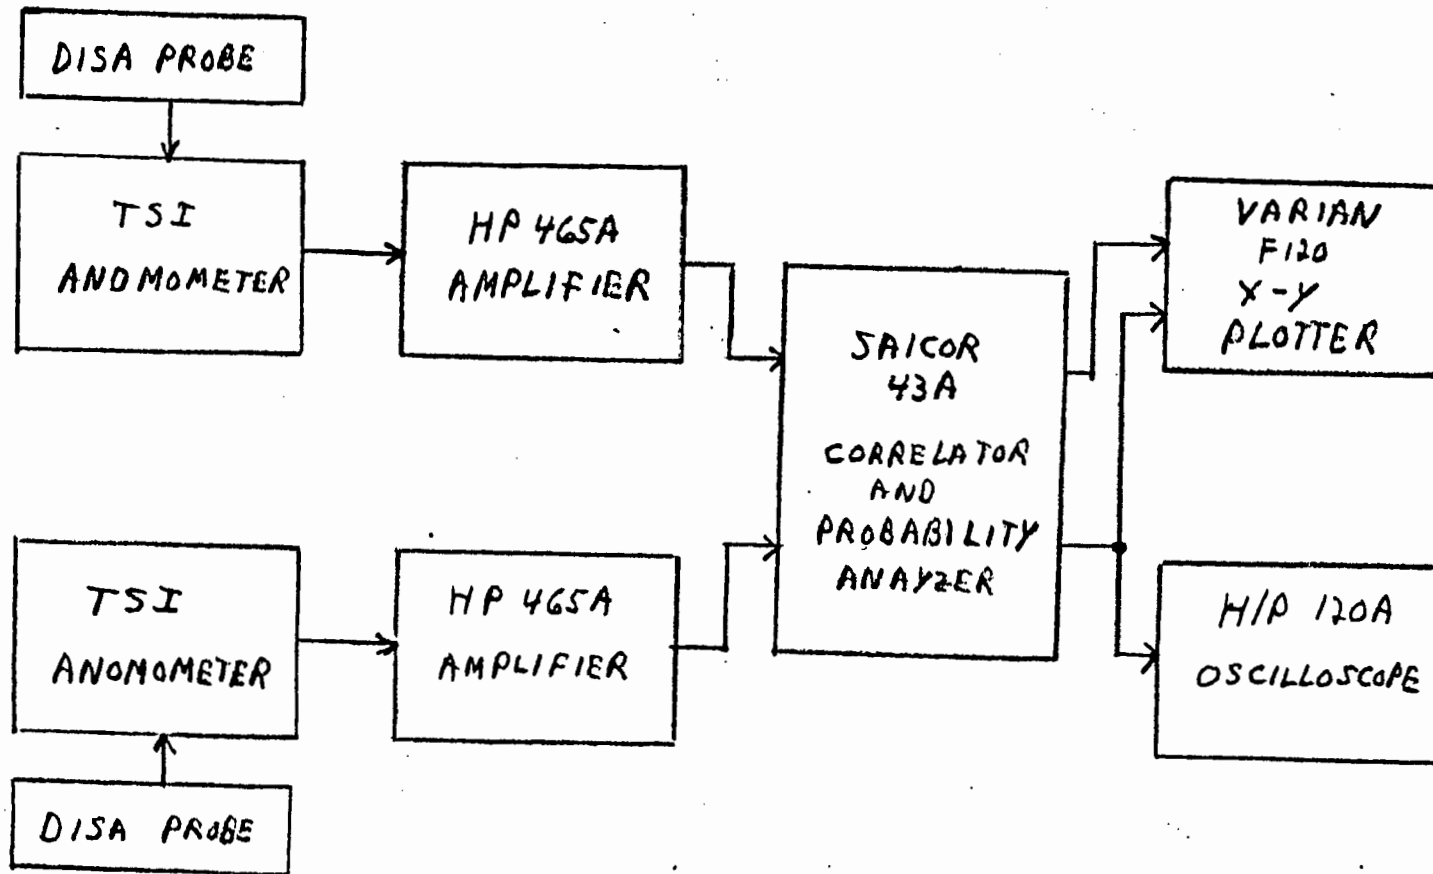 DISA PROBE
TSI
ANDMOMETER
HP 465A
AMPLIFIER
SAICOR
43A
CORRELATOR
AND
PROBABILITY
ANAYZER
VARIAN
F120
X-Y
PLOTTER
TSI
ANOMOMETER
HP 465A
AMPLIFIER
H/P 120A
OSCILLOSCOPE
DISA PROBE